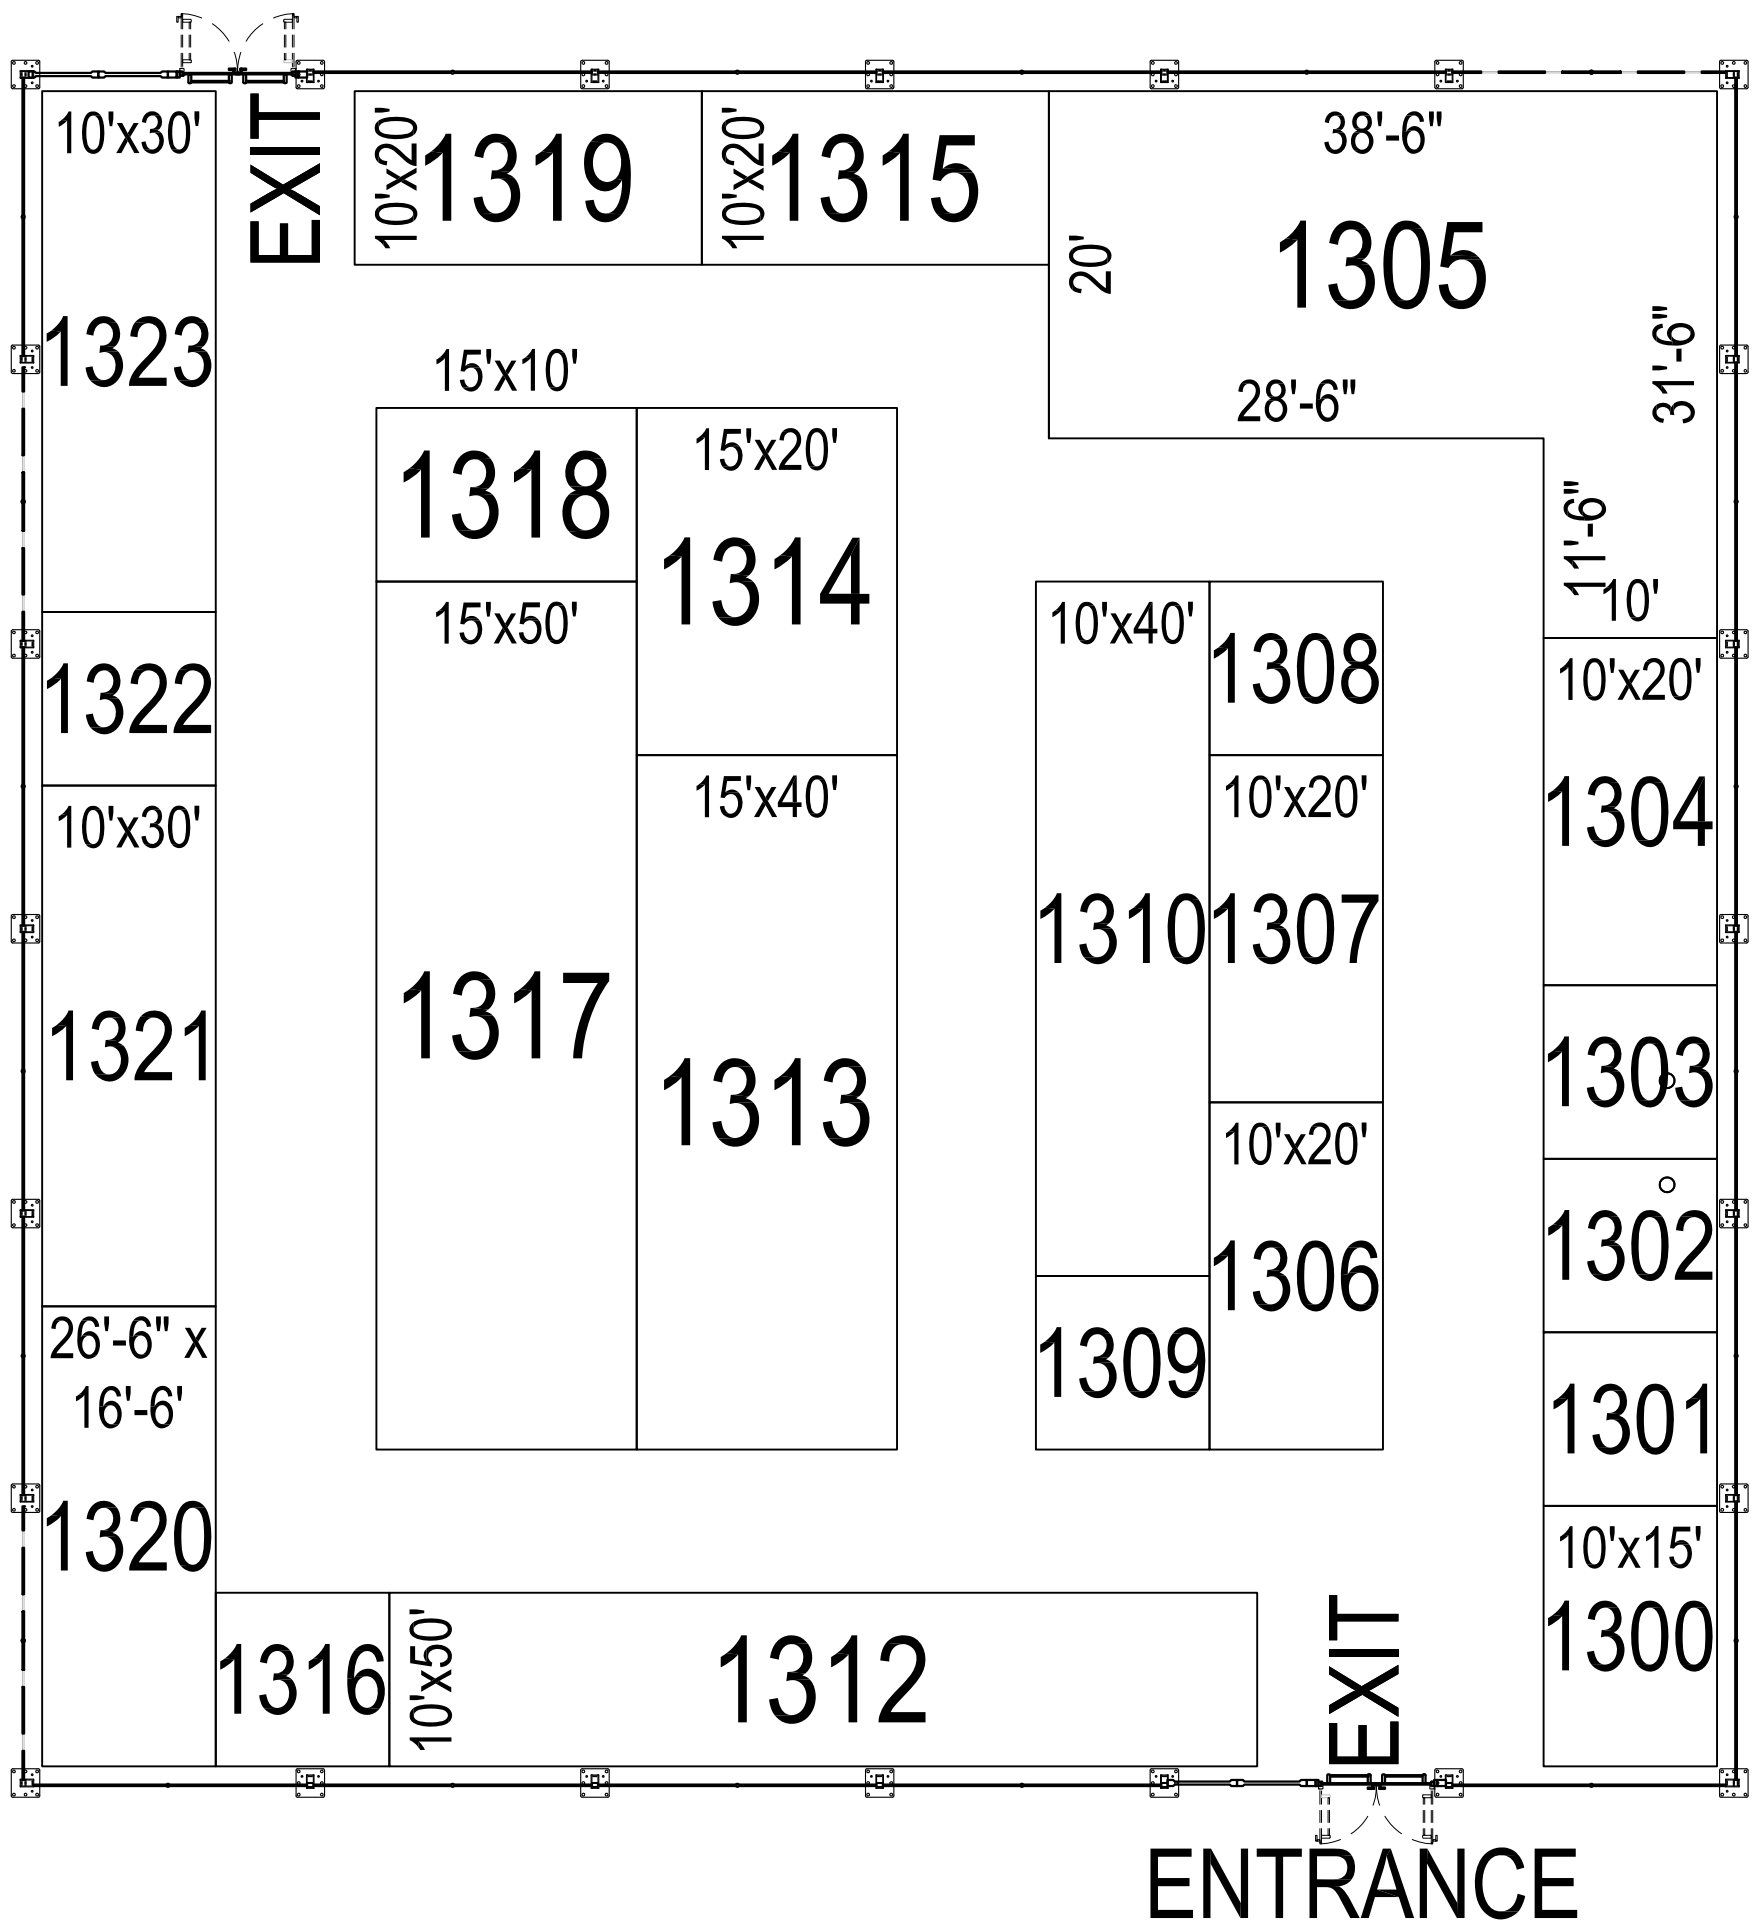 10'x30'
1323
EXIT
10'x20'
1319
10'x20'
1315
38'-6"
1305
20'
31'-6"
28'-6"
11'-6"
10'
15'x10'
1318
15'x20'
1314
1322
10'x30'
1321
15'x50'
1317
15'x40'
1313
10'x40'
1310
1308
10'x20'
1307
10'x20'
1306
1309
10'x20'
1304
1303
1302
1301
10'x15'
1300
26'-6" x
16'-6'
1320
1316
10'x50'
1312
EXIT
ENTRANCE